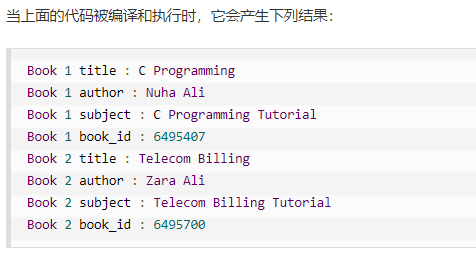 当上面的代码被编译和执行时，它会产生下列结果：
Book 1 title : C Programming
Book 1 author : Nuha Ali
Book 1 subject : C Programming Tutorial
Book 1 book_id : 6495407
Book 2 title : Telecom Billing
Book 2 author : Zara Ali
Book 2 subject : Telecom Billing Tutorial
Book 2 book_id : 6495700